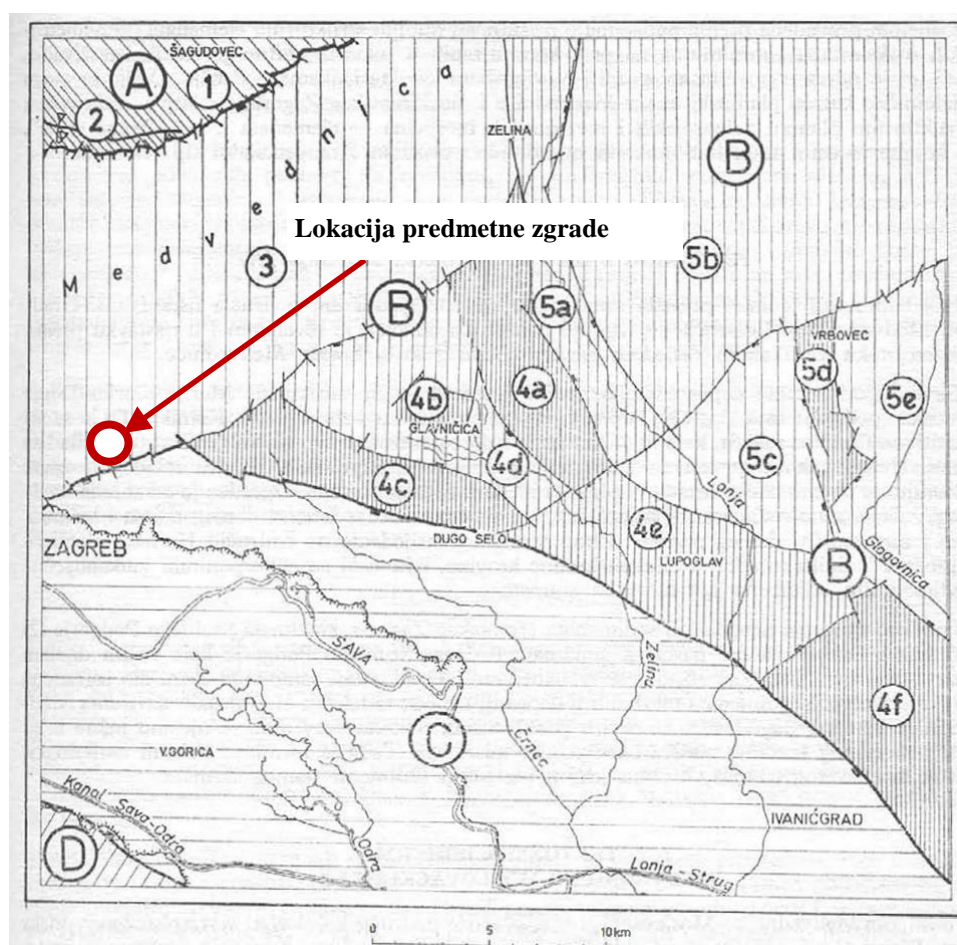 ŠAGUDOVEC
A
1
2
Medvednica
ZELINA
B
Lokacija predmetne zgrade
3
5b
B
5a
VRBOVEC
4b
4a
5d
5e
GLAVNIČICA
4d
5c
4c
Lonja
DUGO SELO
4e
LUPOGLAV
B
Glogovnica
ZAGREB
SAVA
Zelina
4f
C
Črnec
V.GORICA
Kanal Sava-Odra
Odra
IVANIĆGRAD
D
Lonja-Strug
0
5
10km